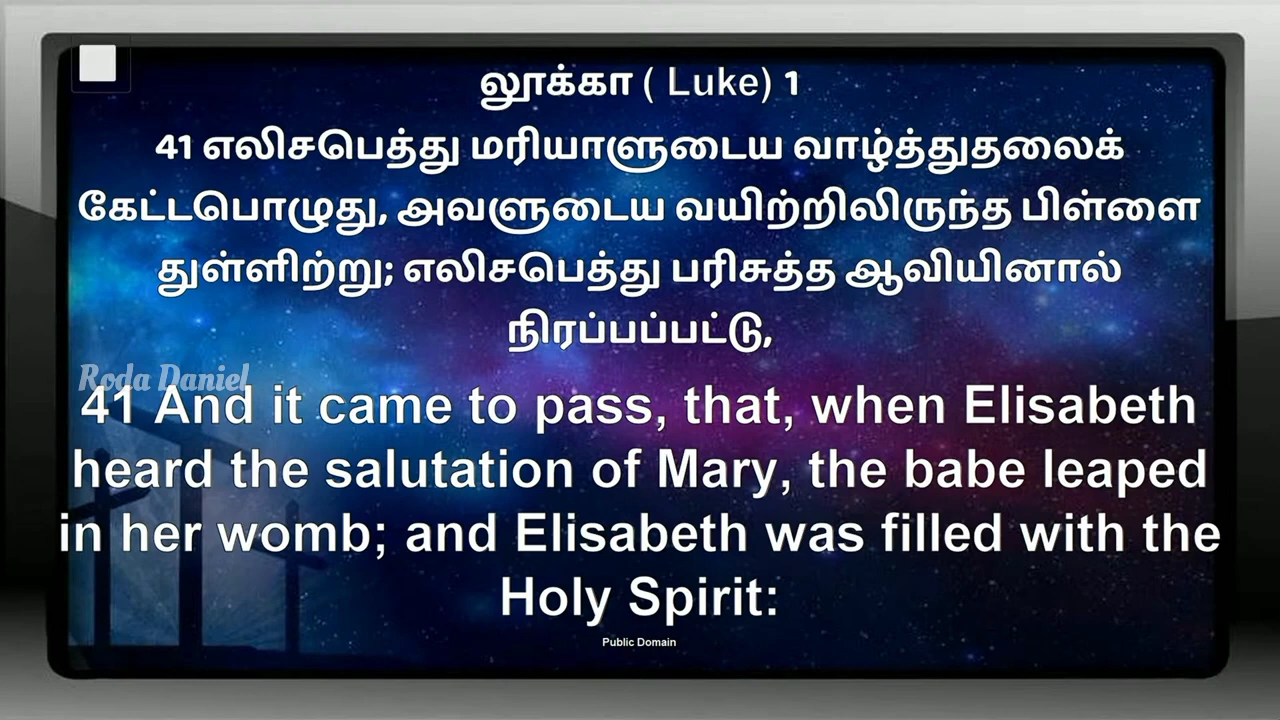 லூக்கா ( Luke) 1
41 எலிசபெத்து மரியாளுடைய வாழ்த்துதலைக்
கேட்டபொழுது, அவளுடைய வயிற்றிலிருந்த பிள்ளை
துள்ளிற்று; எலிசபெத்து பரிசுத்த ஆவியினால்
நிரப்பப்பட்டு,
Roda Daniel
41 And it came to pass, that, when Elisabeth
heard the salutation of Mary, the babe leaped
in her womb; and Elisabeth was filled with the
Holy Spirit:
Public Domain